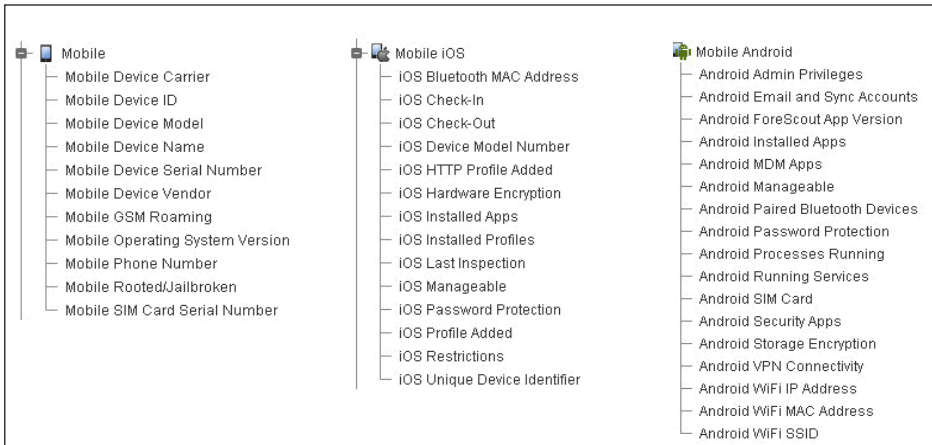 Mobile
Mobile Device Carrier
Mobile Device ID
Mobile Device Model
Mobile Device Name
Mobile Device Serial Number
Mobile Device Vendor
Mobile GSM Roaming
Mobile Operating System Version
Mobile Phone Number
Mobile Rooted/Jailbroken
Mobile SIM Card Serial Number
Mobile iOS
iOS Bluetooth MAC Address
iOS Check-In
iOS Check-Out
iOS Device Model Number
iOS HTTP Profile Added
iOS Hardware Encryption
iOS Installed Apps
iOS Installed Profiles
iOS Last Inspection
iOS Manageable
iOS Password Protection
iOS Profile Added
iOS Restrictions
iOS Unique Device Identifier
Mobile Android
Android Admin Privileges
Android Email and Sync Accounts
Android ForeScout App Version
Android Installed Apps
Android MDM Apps
Android Manageable
Android Paired Bluetooth Devices
Android Password Protection
Android Processes Running
Android Running Services
Android SIM Card
Android Security Apps
Android Storage Encryption
Android VPN Connectivity
Android WiFi IP Address
Android WiFi MAC Address
Android WiFi SSID